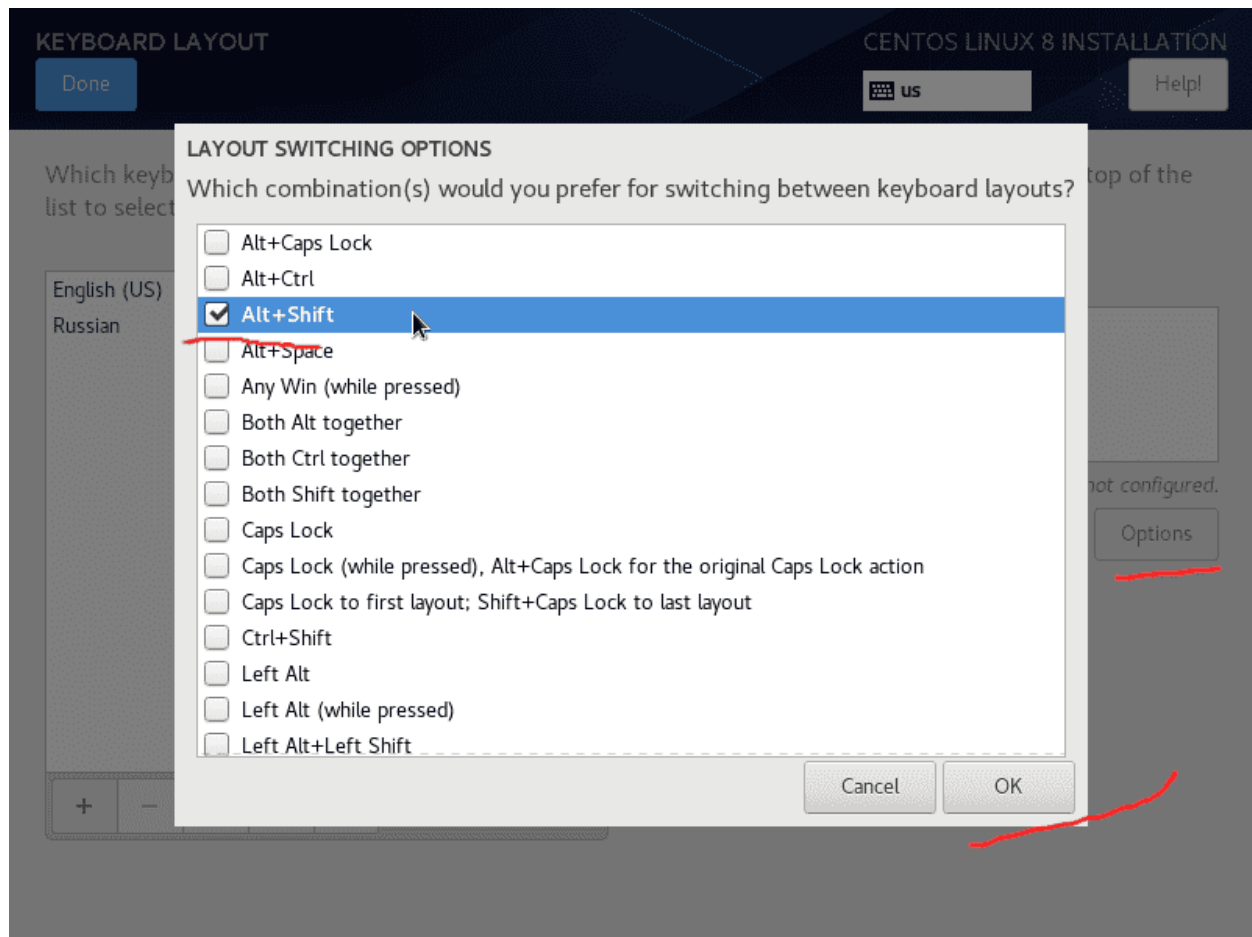 KEYBOARD LAYOUT
CENTOS LINUX 8 INSTALLATION
Done
us
Help!
Which keyb
top of the
list to select
LAYOUT SWITCHING OPTIONS
Which combination(s) would you prefer for switching between keyboard layouts?
English (US)
Russian
Alt+Caps Lock
Alt+Ctrl
Alt+Shift
Alt+Space
Any Win (while pressed)
Both Alt together
Both Ctrl together
Both Shift together
Caps Lock
Caps Lock (while pressed), Alt+Caps Lock for the original Caps Lock action
Caps Lock to first layout; Shift+Caps Lock to last layout
Ctrl+Shift
Left Alt
Left Alt (while pressed)
Left Alt+Left Shift
not configured.
Options
+
−
Cancel
OK